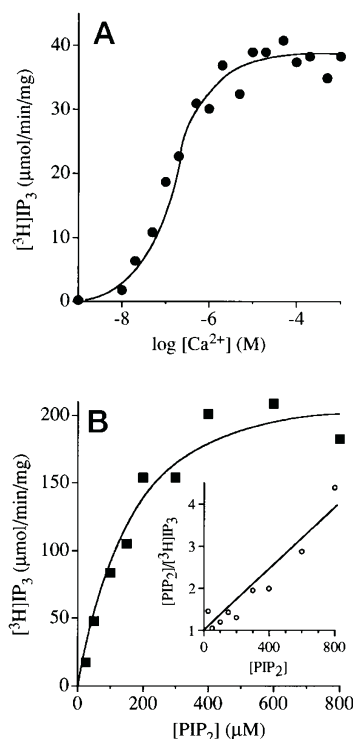 A
[³H]IP₃ (μmol/min/mg)
40
30
20
10
0
-8 -6 -4
log [Ca²⁺] (M)
B
[³H]IP₃ (μmol/min/mg)
200
150
100
50
0
0 200 400 600 800
[PIP₂] (μM)
[PIP₂]/[³H]IP₃
4
3
2
1
0 800
[PIP₂]